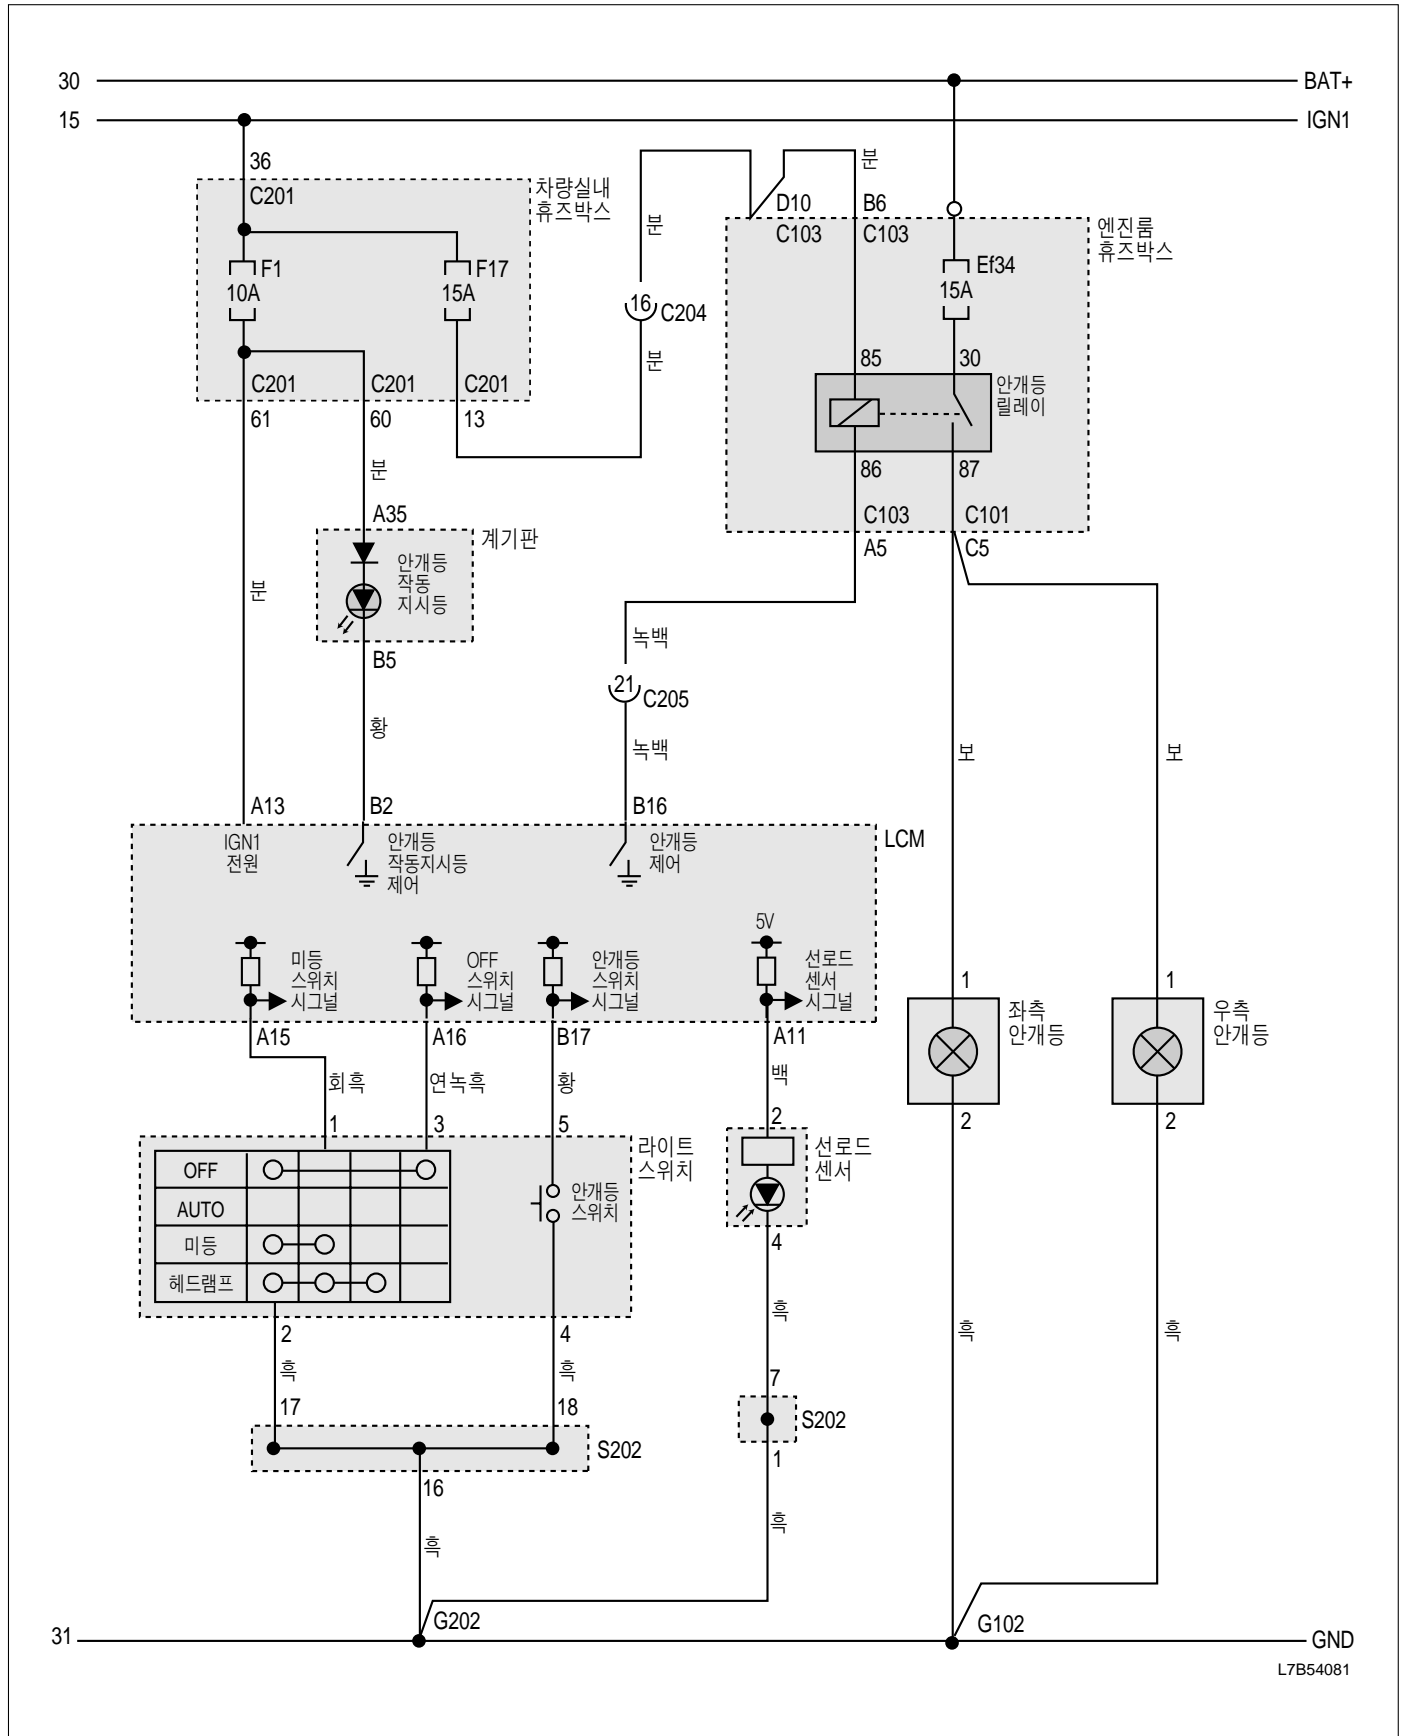 30
BAT+
15
IGN1
36
C201
차량실내
휴즈박스
F1
10A
F17
15A
C201
C201
C201
61
60
13
분
분
16
C204
분
분
D10
B6
C103
C103
엔진룸
휴즈박스
Ef34
15A
85
30
안개등
릴레이
86
87
C103
C101
A5
C5
분
A35
계기판
안개등
작동
지시등
B5
황
녹백
21
C205
녹백
보
보
A13
B2
B16
LCM
IGN1
전원
안개등
작동지시등
제어
안개등
제어
미등
스위치
시그널
OFF
스위치
시그널
안개등
스위치
시그널
5V
선로드
센서
시그널
A15
A16
B17
A11
회흑
연녹흑
황
백
1
3
5
2
라이트
스위치
OFF
AUTO
미등
헤드램프
안개등
스위치
선로드
센서
1
좌측
안개등
2
1
우측
안개등
2
2
4
4
흑
흑
흑
흑
흑
17
18
S202
16
7
S202
1
흑
흑
G202
G102
31
GND
L7B54081